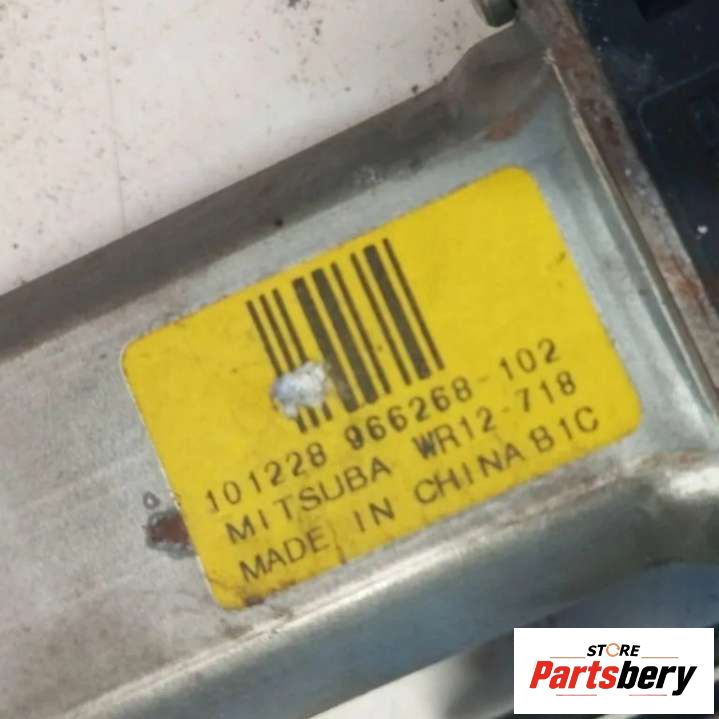 101228 966268-102
MITSUBA WR12-718
MADE IN CHINA B1C
STORE
Partsbery